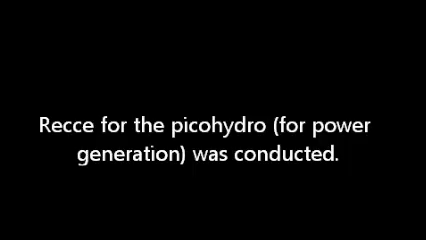 Recce for the picohydro (for power
generation) was conducted.